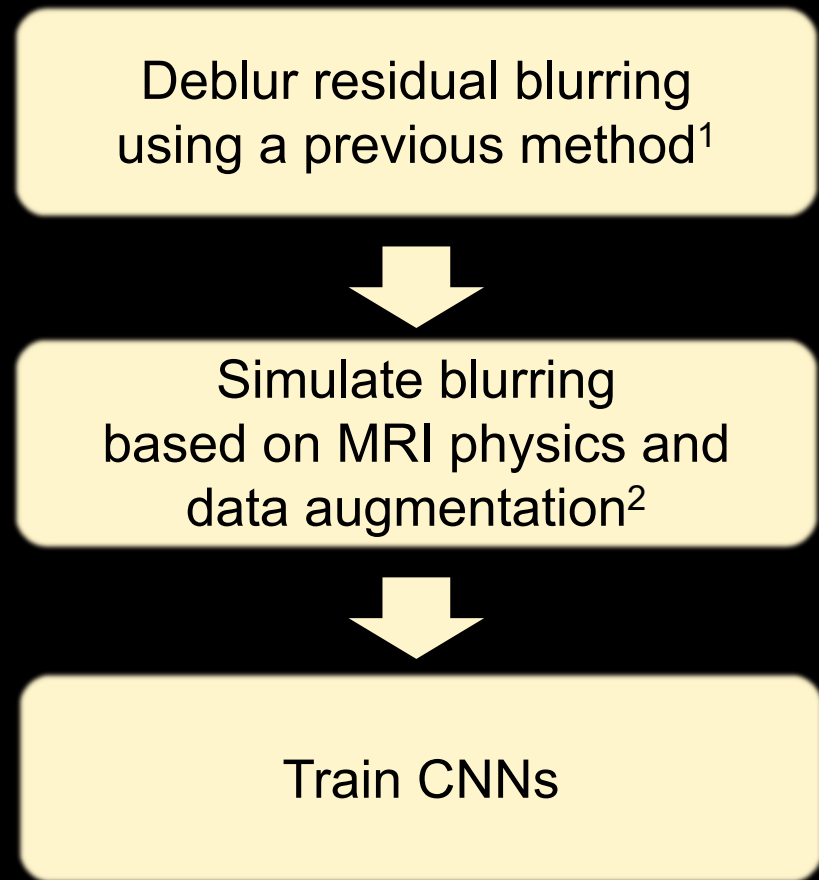 Deblur residual blurring
using a previous method¹
Simulate blurring
based on MRI physics and
data augmentation²
Train CNNs